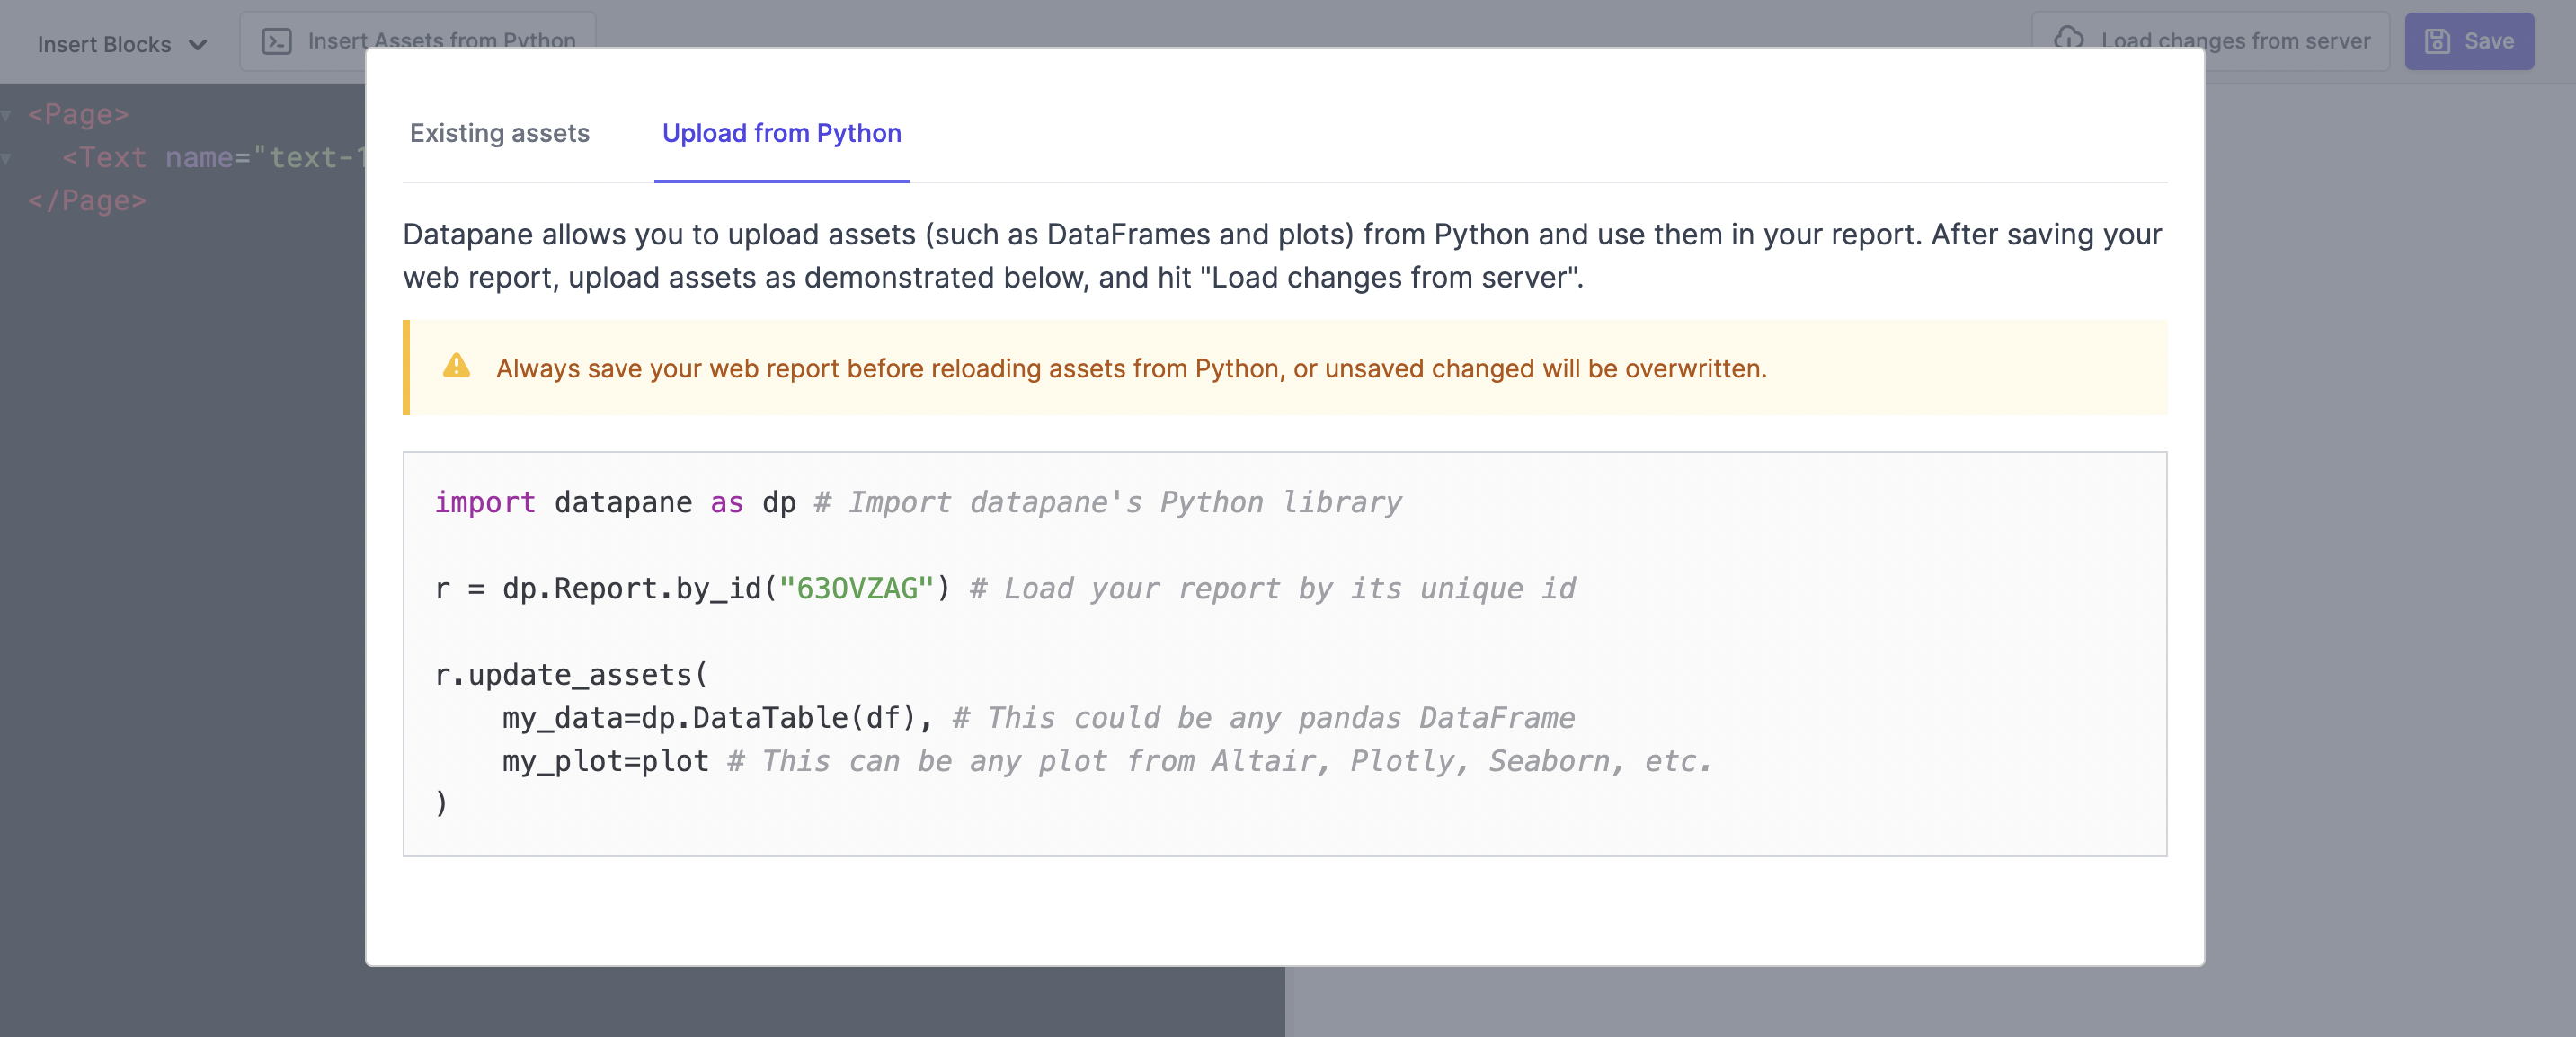 Insert Blocks
Insert Assets from Python
Load changes from server
Save
<Page>
<Text name="text-1
</Page>
Existing assets
Upload from Python
Datapane allows you to upload assets (such as DataFrames and plots) from Python and use them in your report. After saving your
web report, upload assets as demonstrated below, and hit "Load changes from server".
Always save your web report before reloading assets from Python, or unsaved changed will be overwritten.
import datapane as dp # Import datapane's Python library
r = dp.Report.by_id("63OVZAG") # Load your report by its unique id
r.update_assets(
    my_data=dp.DataTable(df), # This could be any pandas DataFrame
    my_plot=plot # This can be any plot from Altair, Plotly, Seaborn, etc.
)